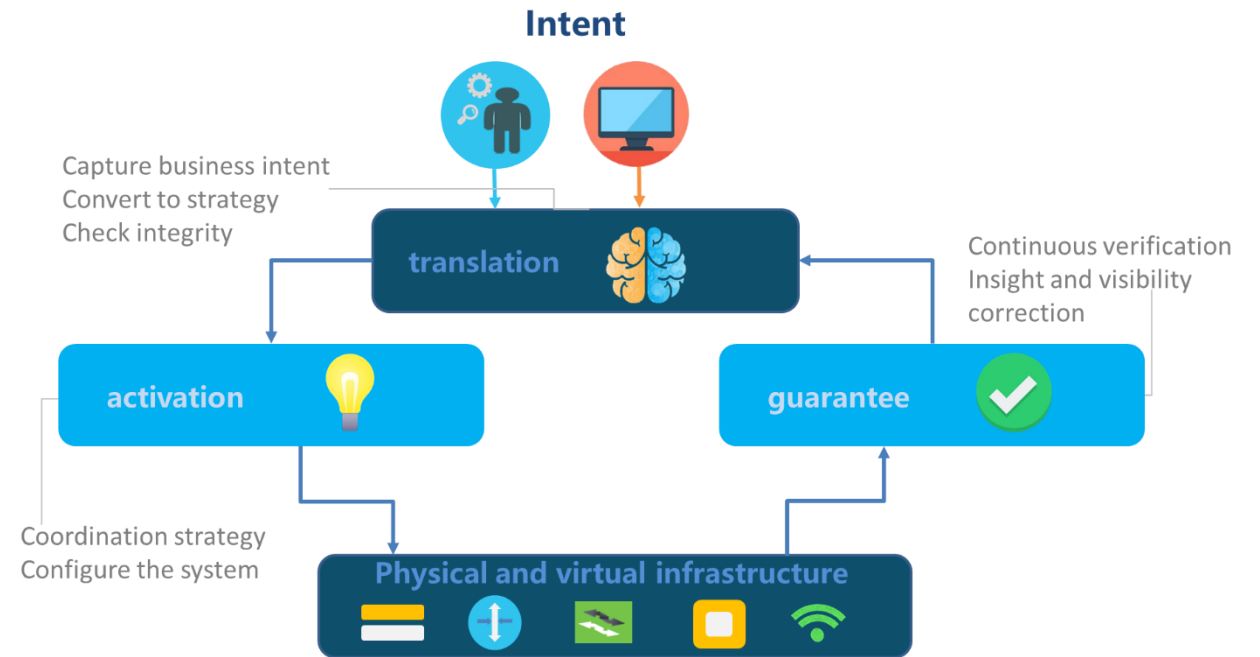 Intent
Capture business intent
Convert to strategy
Check integrity
translation
Continuous verification
Insight and visibility
correction
activation
guarantee
Coordination strategy
Configure the system
Physical and virtual infrastructure